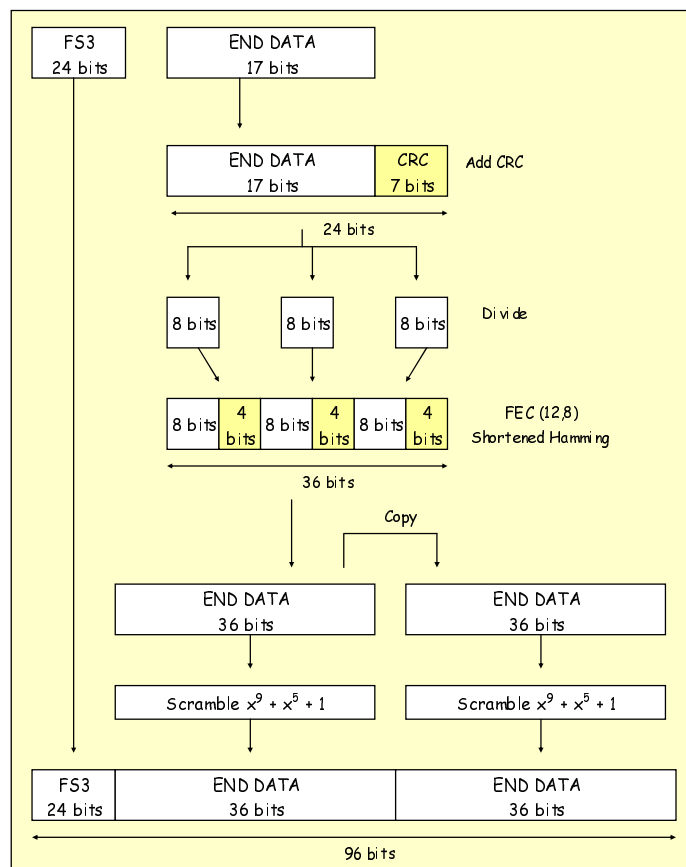 FS3
24 bits
END DATA
17 bits
END DATA
17 bits
CRC
7 bits
Add CRC
24 bits
8 bits
8 bits
8 bits
Divide
8 bits
4
bits
8 bits
4
bits
8 bits
4
bits
FEC (12,8)
Shortened Hamming
36 bits
Copy
END DATA
36 bits
END DATA
36 bits
Scramble x⁹ + x⁵ + 1
Scramble x⁹ + x⁵ + 1
FS3
24 bits
END DATA
36 bits
END DATA
36 bits
96 bits